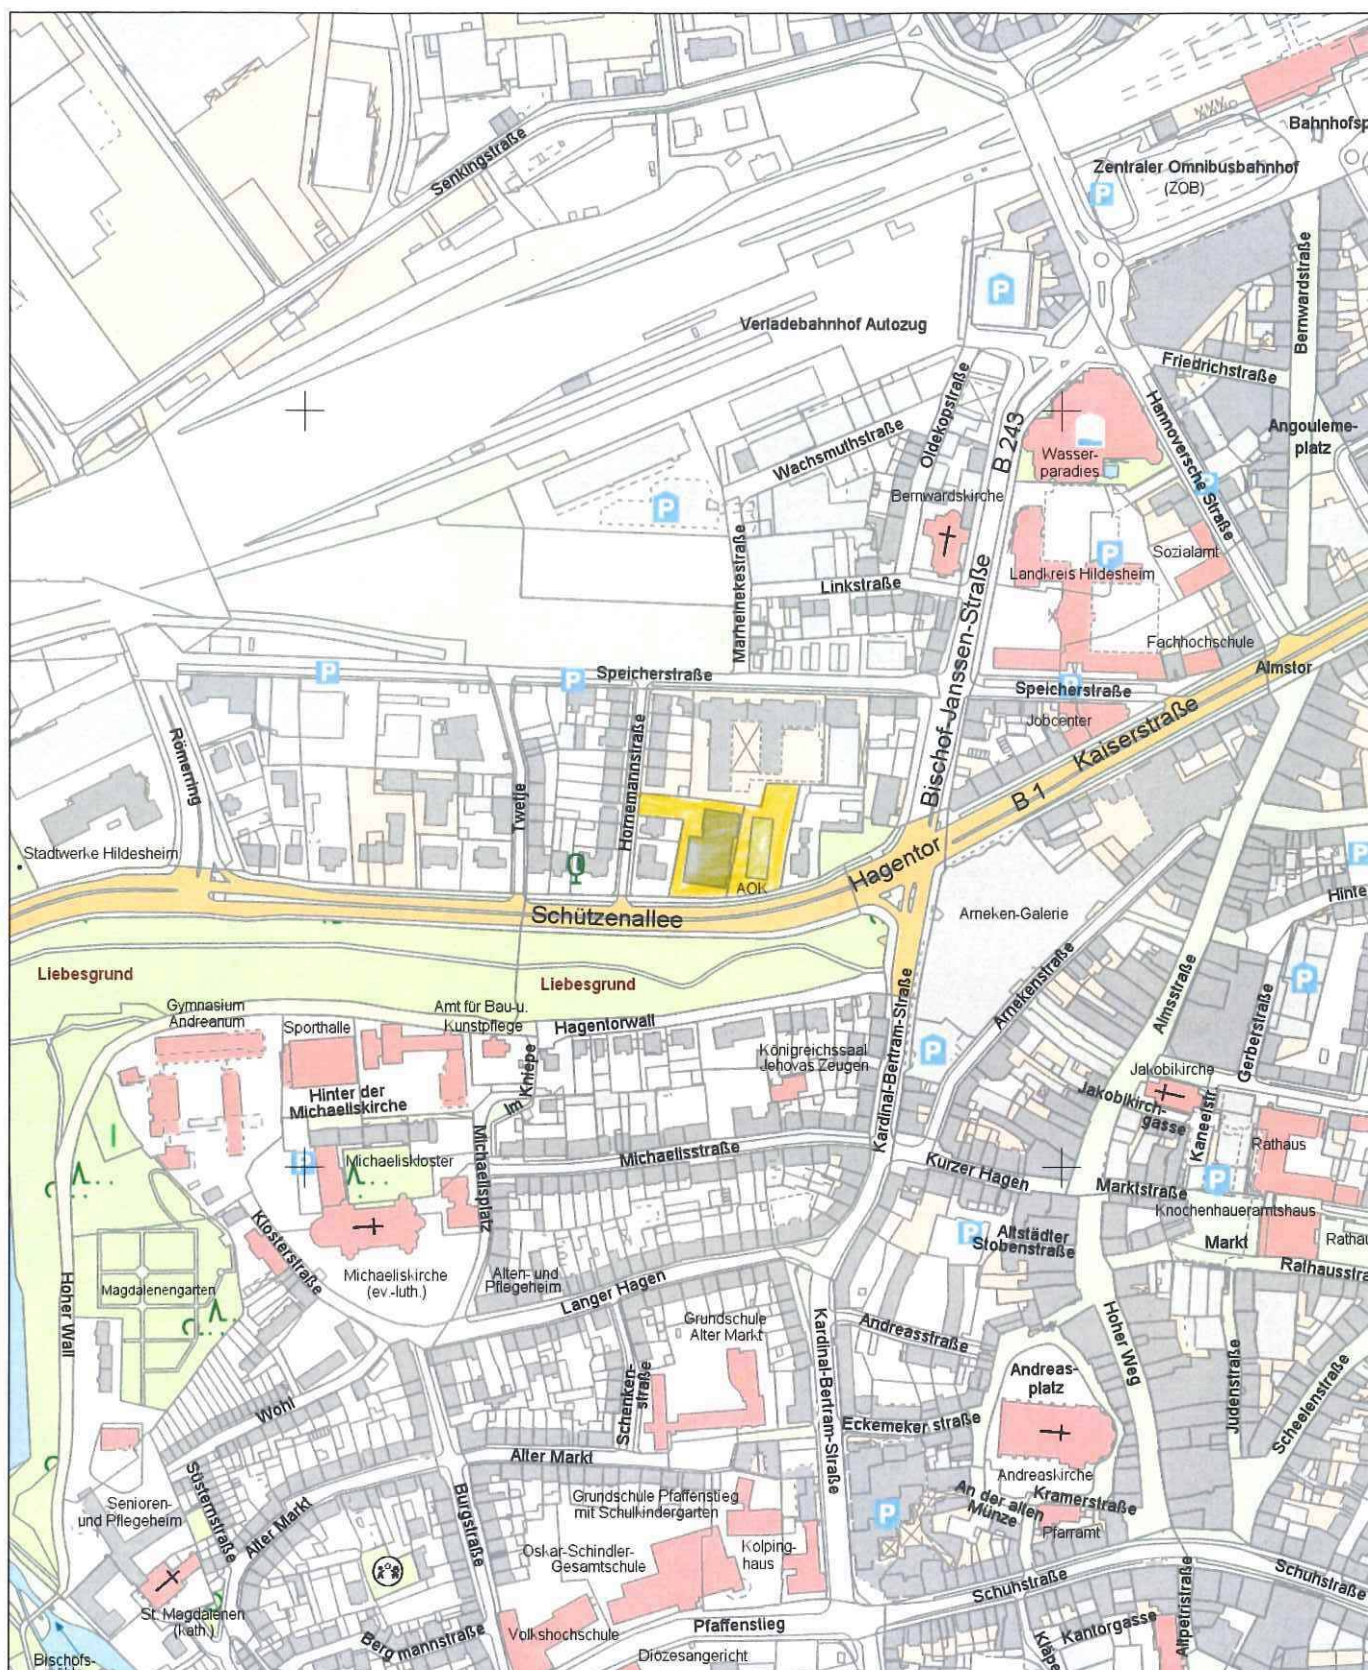 Senkingstraße
Bahnhofsp
Zentraler Omnibusbahnhof
(ZOB)
P
Bernwardstraße
P
Verladebahnhof Autozug
Friedrichstraße
Oldekopstraße
B 243
Hannoversche Straße
Angouleme-
platz
Wachsmuthstraße
Wasser-
paradies
Bernwardskirche
P
P
P
Sozialamt
Landkreis Hildesheim
Linkstraße
Marheinekestraße
Bischof-Janssen-Straße
Fachhochschule
Almstor
P
P
P
Speicherstraße
Speicherstraße
Jobcenter
Kaiserstraße
B 1
Römerring
Twetje
Hornemannstraße
Stadtwerke Hildesheim
AOK
Hagentor
P
Hinte
Schützenallee
Arneken-Galerie
Liebesgrund
Liebesgrund
P
Arnekenstraße
Almsstraße
Gerberstraße
Gymnasium
Andreanum
Sporthalle
Amt für Bau-u.
Kunstpflege
Hagentorwall
Kardinal-Bertram-Straße
P
Königreichssaal
Jehovas Zeugen
Jakobikirche
Jakobikirch-
gasse
Kaneelstr.
Hinter der
Michaeliskirche
Im Kniepe
Michaelisplatz
Michaelisstraße
Rathaus
P
Michaeliskloster
Kurzer Hagen
Marktstraße
P
Knochenhaueramtshaus
P
Altstädter
Stobenstraße
Markt
Rathau
Rathausstra
Klosterstraße
Michaeliskirche
(ev.-luth.)
Alten- und
Pflegeheim
Langer Hagen
Hoher Wall
Magdalenengarten
Grundschule
Alter Markt
Kardinal-Bertram-Straße
Andreasstraße
Hoher Weg
Schenken-
straße
Andreas-
platz
Judenstraße
Scheelenstraße
Wohl
Eckemekerstraße
Alter Markt
Andreaskirche
Senioren-
und Pflegeheim
Süsternstraße
Alter Markt
Burgstraße
Grundschule Pfaffenstieg
mit Schulkindergarten
P
An der alten
Münze
Kramerstraße
Pfarramt
Oskar-Schindler-
Gesamtschule
Kolping-
haus
Schuhstraße
Schuhstraße
St. Magdalenen
(kath.)
Bergmannstraße
Volkshochschule
Pfaffenstieg
Diözesangericht
Kantorgasse
Altpetristraße
Kläpe
Bischofs-